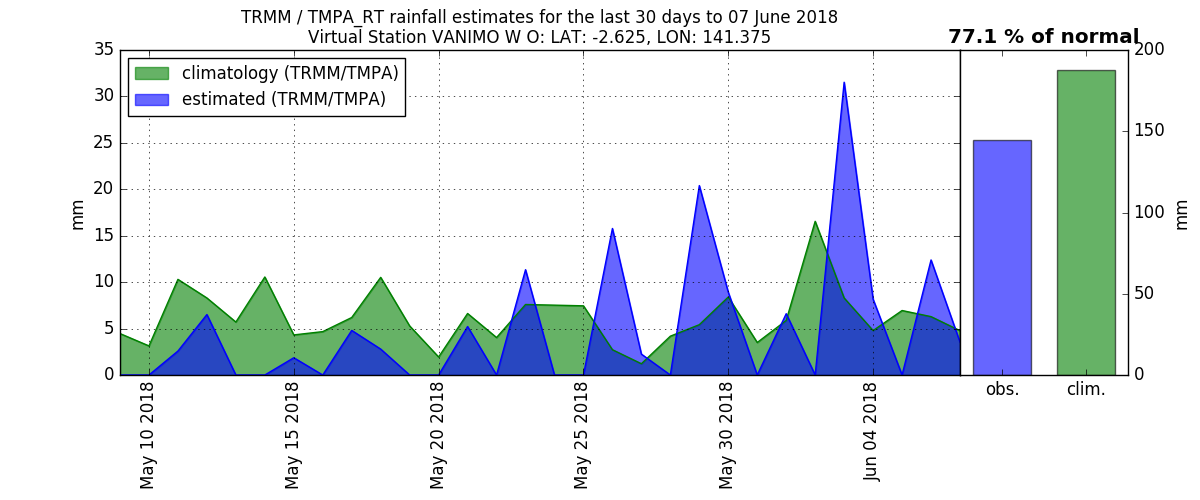 TRMM / TMPA_RT rainfall estimates for the last 30 days to 07 June 2018
Virtual Station VANIMO W O: LAT: -2.625, LON: 141.375
77.1 % of normal
climatology (TRMM/TMPA)
estimated (TRMM/TMPA)
35
30
25
20
15
10
5
0
mm
May 10 2018
May 15 2018
May 20 2018
May 25 2018
May 30 2018
Jun 04 2018
obs.
clim.
200
150
100
50
0
mm